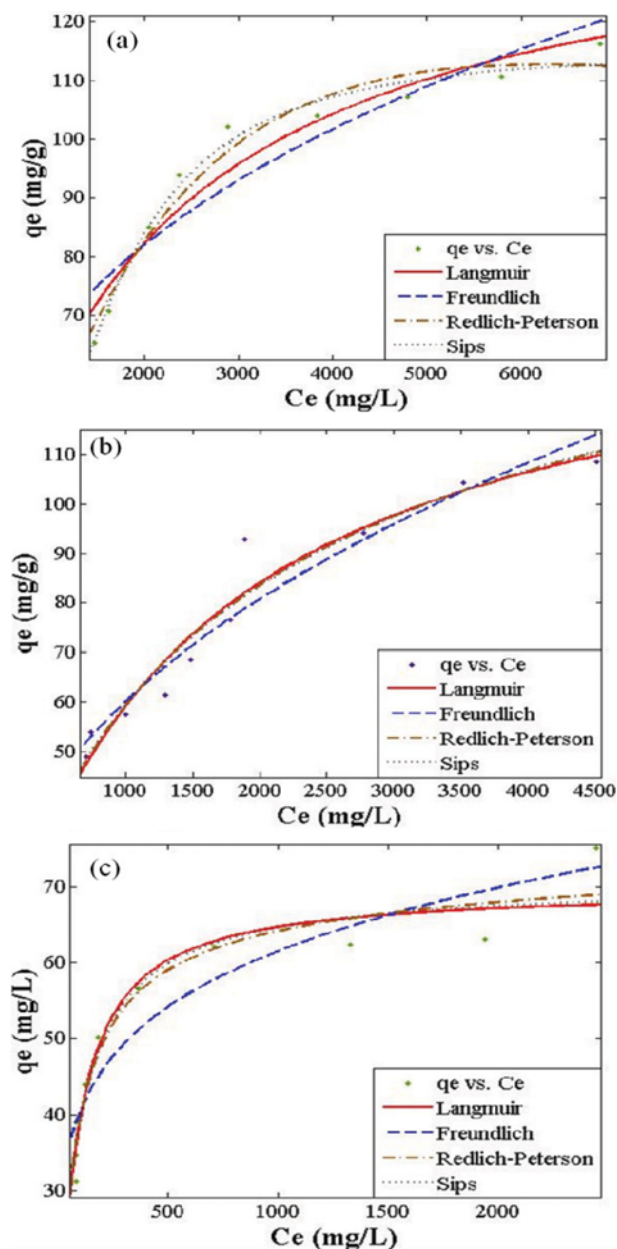 (a)
qe (mg/g)
120
110
100
90
80
70
qe vs. Ce
Langmuir
Freundlich
Redlich-Peterson
Sips
2000 3000 4000 5000 6000
Ce (mg/L)
(b)
qe (mg/g)
110
100
90
80
70
60
50
qe vs. Ce
Langmuir
Freundlich
Redlich-Peterson
Sips
1000 1500 2000 2500 3000 3500 4000 4500
Ce (mg/L)
(c)
qe (mg/L)
70
60
50
40
30
qe vs. Ce
Langmuir
Freundlich
Redlich-Peterson
Sips
500 1000 1500 2000
Ce (mg/L)